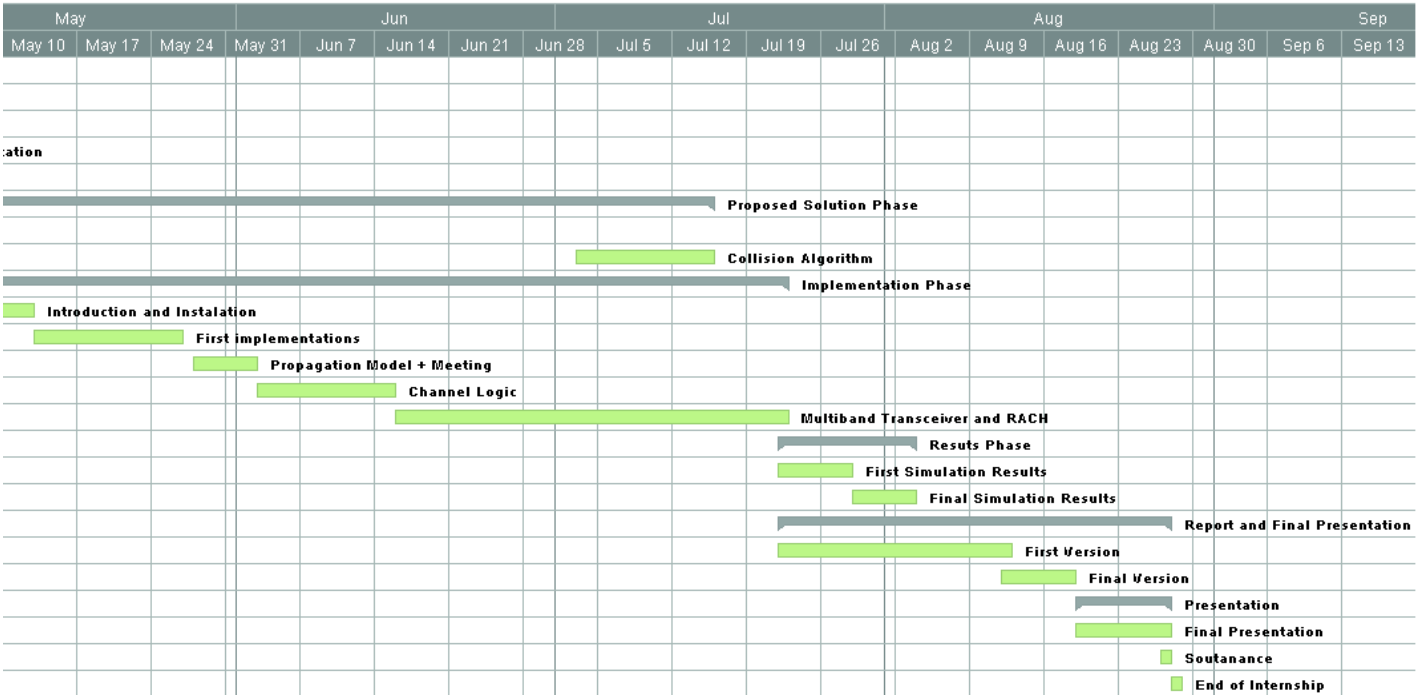 May Jun Jul Aug Sep
May 10 May 17 May 24 May 31 Jun 7 Jun 14 Jun 21 Jun 28 Jul 5 Jul 12 Jul 19 Jul 26 Aug 2 Aug 9 Aug 16 Aug 23 Aug 30 Sep 6 Sep 13
Proposed Solution Phase
Collision Algorithm
Implementation Phase
Introduction and Instalation
First implementations
Propagation Model + Meeting
Channel Logic
Multiband Transceiver and RACH
Resuts Phase
First Simulation Results
Final Simulation Results
Report and Final Presentation
First Version
Final Version
Presentation
Final Presentation
Soutanance
End of Internship